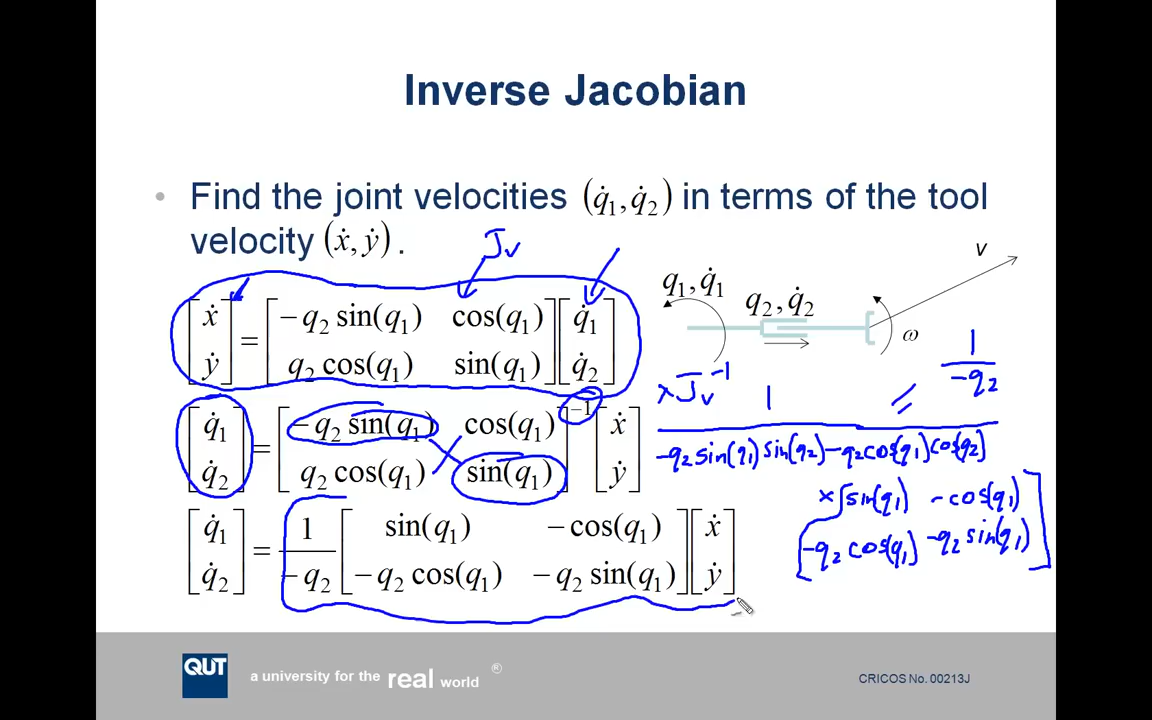 Inverse Jacobian
• Find the joint velocities (q̇₁, q̇₂) in terms of the tool
velocity (ẋ, ẏ).
Jᵥ
v
q₁, q̇₁
q₂, q̇₂
ω
[ẋ ẏ] = [−q₂ sin(q₁) cos(q₁); q₂ cos(q₁) sin(q₁)] [q̇₁ q̇₂]
[q̇₁ q̇₂] = [−q₂ sin(q₁) cos(q₁); q₂ cos(q₁) sin(q₁)]⁻¹ [ẋ ẏ]
[q̇₁ q̇₂] = 1/−q₂ [sin(q₁) −cos(q₁); −q₂ cos(q₁) −q₂ sin(q₁)] [ẋ ẏ]
× Jᵥ⁻¹ 1 = 1/−q₂
−q₂ sin(q₁) sin(q₂) − q₂ cos(q₁) cos(q₂)
× [sin(q₁) −cos(q₁)
−q₂ cos(q₁) −q₂ sin(q₁)]
QUT
a university for the real world ®
CRICOS No. 00213J